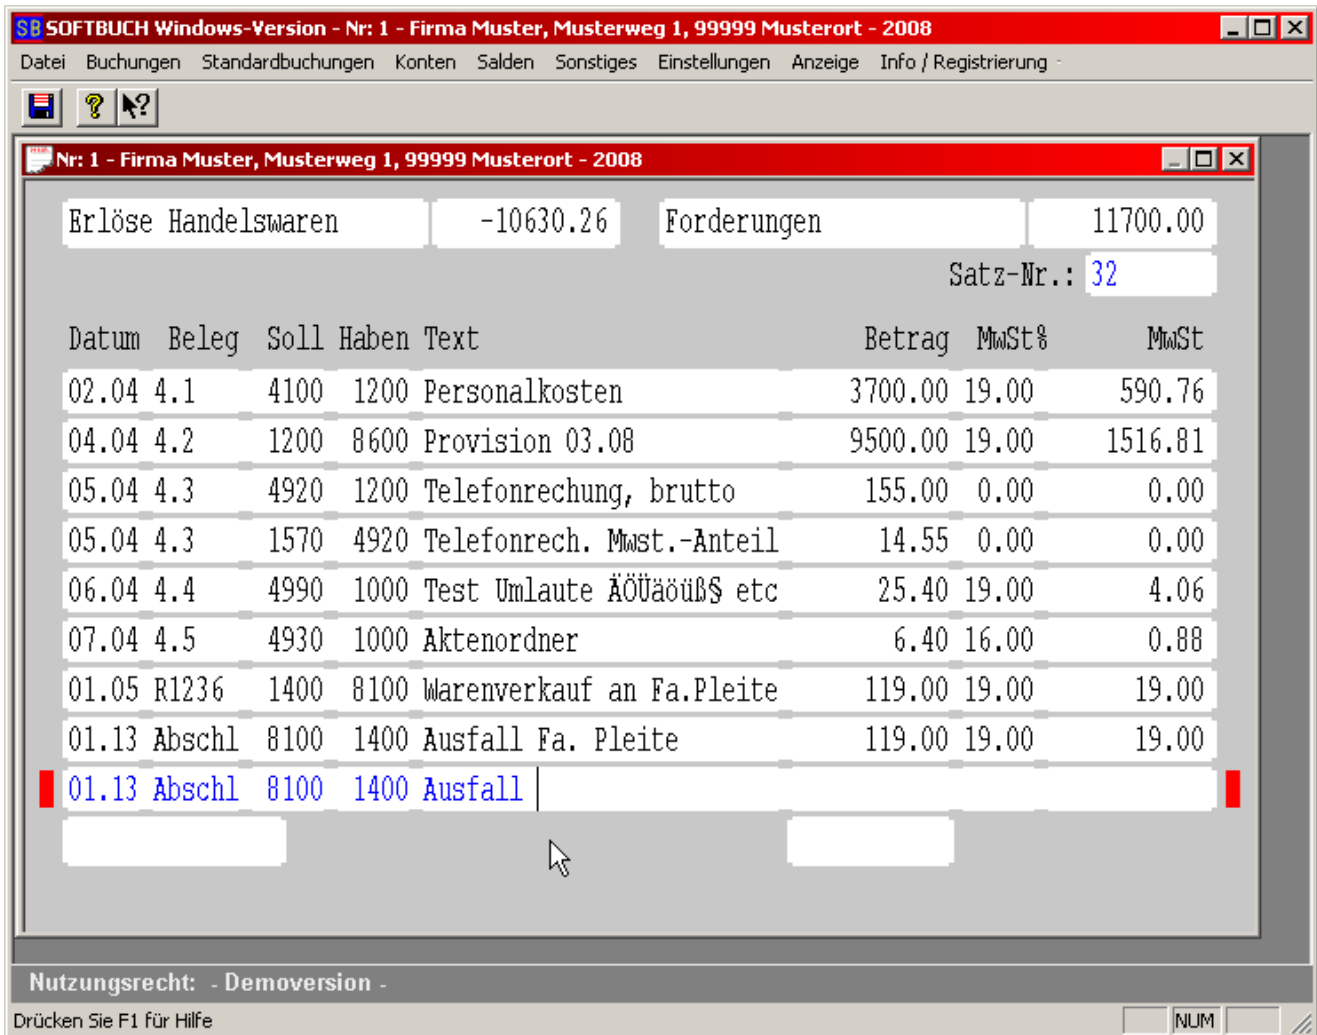 SB SOFTBUCH Windows-Version - Nr: 1 - Firma Muster, Musterweg 1, 99999 Musterort - 2008
Datei Buchungen Standardbuchungen Konten Salden Sonstiges Einstellungen Anzeige Info / Registrierung
Nr: 1 - Firma Muster, Musterweg 1, 99999 Musterort - 2008
Erlöse Handelswaren -10630.26 Forderungen 11700.00
Satz-Nr.: 32
Datum Beleg Soll Haben Text Betrag MwSt% MwSt
02.04 4.1 4100 1200 Personalkosten 3700.00 19.00 590.76
04.04 4.2 1200 8600 Provision 03.08 9500.00 19.00 1516.81
05.04 4.3 4920 1200 Telefonrechung, brutto 155.00 0.00 0.00
05.04 4.3 1570 4920 Telefonrech. Mwst.-Anteil 14.55 0.00 0.00
06.04 4.4 4990 1000 Test Umlaute ÄÖÜäöüß§ etc 25.40 19.00 4.06
07.04 4.5 4930 1000 Aktenordner 6.40 16.00 0.88
01.05 R1236 1400 8100 Warenverkauf an Fa.Pleite 119.00 19.00 19.00
01.13 Abschl 8100 1400 Ausfall Fa. Pleite 119.00 19.00 19.00
01.13 Abschl 8100 1400 Ausfall
Nutzungsrecht: - Demoversion -
Drücken Sie F1 für Hilfe NUM